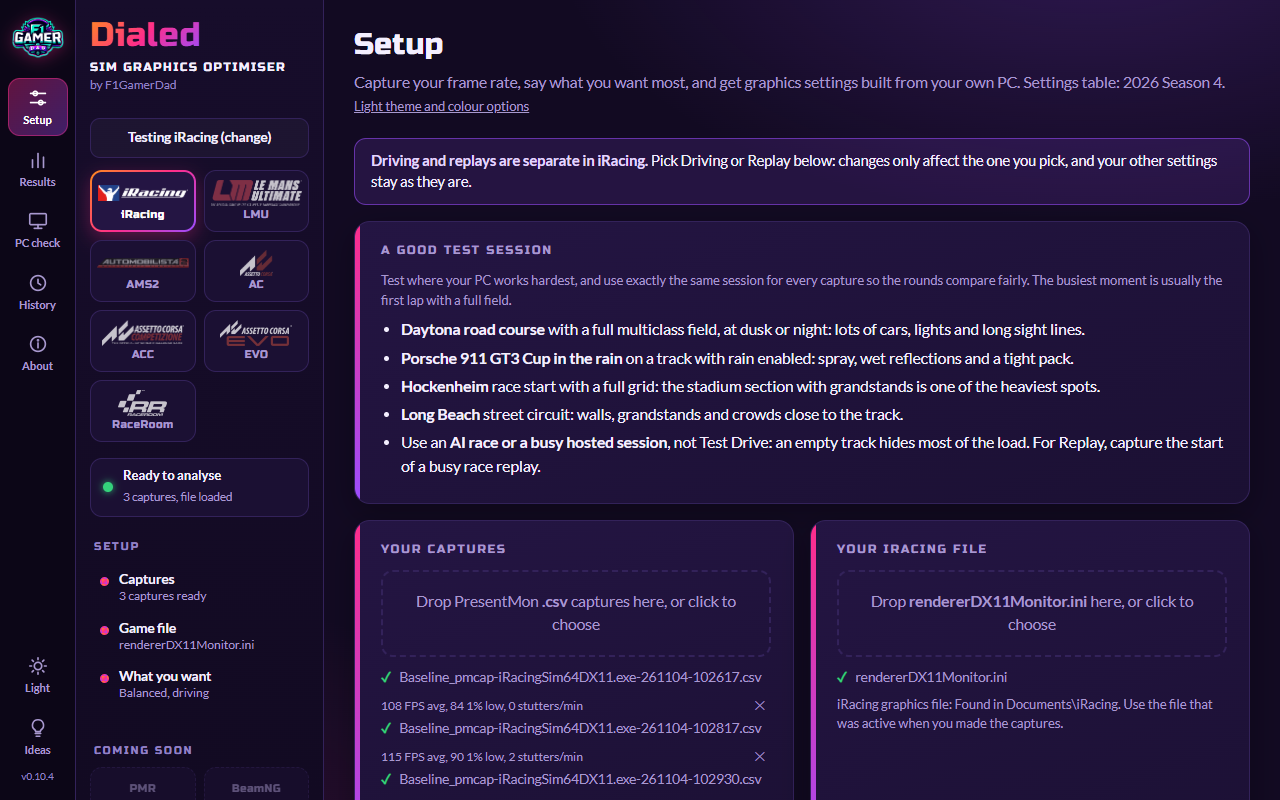 F1
GAMER
DAD
Setup
Results
PC check
History
About
Light
Ideas
v0.10.4
Dialed
SIM GRAPHICS OPTIMISER
by F1GamerDad
Testing iRacing (change)
iRacing
iRacing
LM LE MANS
ULTIMATE
LMU
AUTOMOBILISTA 2
AMS2
ASSETTO
CORSA
AC
ASSETTO CORSA
COMPETIZIONE
ACC
ASSETTO CORSA
EVO
EVO
RR
RACEROOM
RaceRoom
Ready to analyse
3 captures, file loaded
SETUP
Captures
3 captures ready
Game file
rendererDX11Monitor.ini
What you want
Balanced, driving
COMING SOON
PMR
BeamNG
Setup
Capture your frame rate, say what you want most, and get graphics settings built from your own PC. Settings table: 2026 Season 4.
Light theme and colour options
Driving and replays are separate in iRacing. Pick Driving or Replay below: changes only affect the one you pick, and your other settings
stay as they are.
A GOOD TEST SESSION
Test where your PC works hardest, and use exactly the same session for every capture so the rounds compare fairly. The busiest moment is usually the
first lap with a full field.
• Daytona road course with a full multiclass field, at dusk or night: lots of cars, lights and long sight lines.
• Porsche 911 GT3 Cup in the rain on a track with rain enabled: spray, wet reflections and a tight pack.
• Hockenheim race start with a full grid: the stadium section with grandstands is one of the heaviest spots.
• Long Beach street circuit: walls, grandstands and crowds close to the track.
• Use an AI race or a busy hosted session, not Test Drive: an empty track hides most of the load. For Replay, capture the start
of a busy race replay.
YOUR CAPTURES
Drop PresentMon .csv captures here, or click to
choose
✓ Baseline_pmcap-iRacingSim64DX11.exe-261104-102617.csv
108 FPS avg, 84 1% low, 0 stutters/min ×
✓ Baseline_pmcap-iRacingSim64DX11.exe-261104-102817.csv
115 FPS avg, 90 1% low, 2 stutters/min ×
✓ Baseline_pmcap-iRacingSim64DX11.exe-261104-102930.csv
YOUR IRACING FILE
Drop rendererDX11Monitor.ini here, or click to
choose
✓ rendererDX11Monitor.ini
iRacing graphics file: Found in Documents\iRacing. Use the file that
was active when you made the captures.